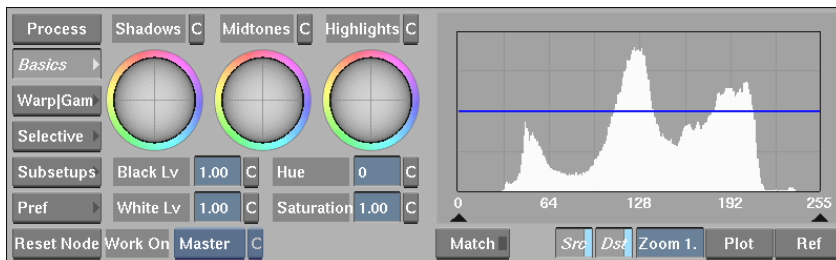 Process Shadows C Midtones C Highlights C
Basics
Warp|Gam
Selective
Subsetups Black Lv 1.00 C Hue 0 C
Pref White Lv 1.00 C Saturation 1.00 C
0 64 128 192 255
Reset Node Work On Master C Match Src Dst Zoom 1. Plot Ref